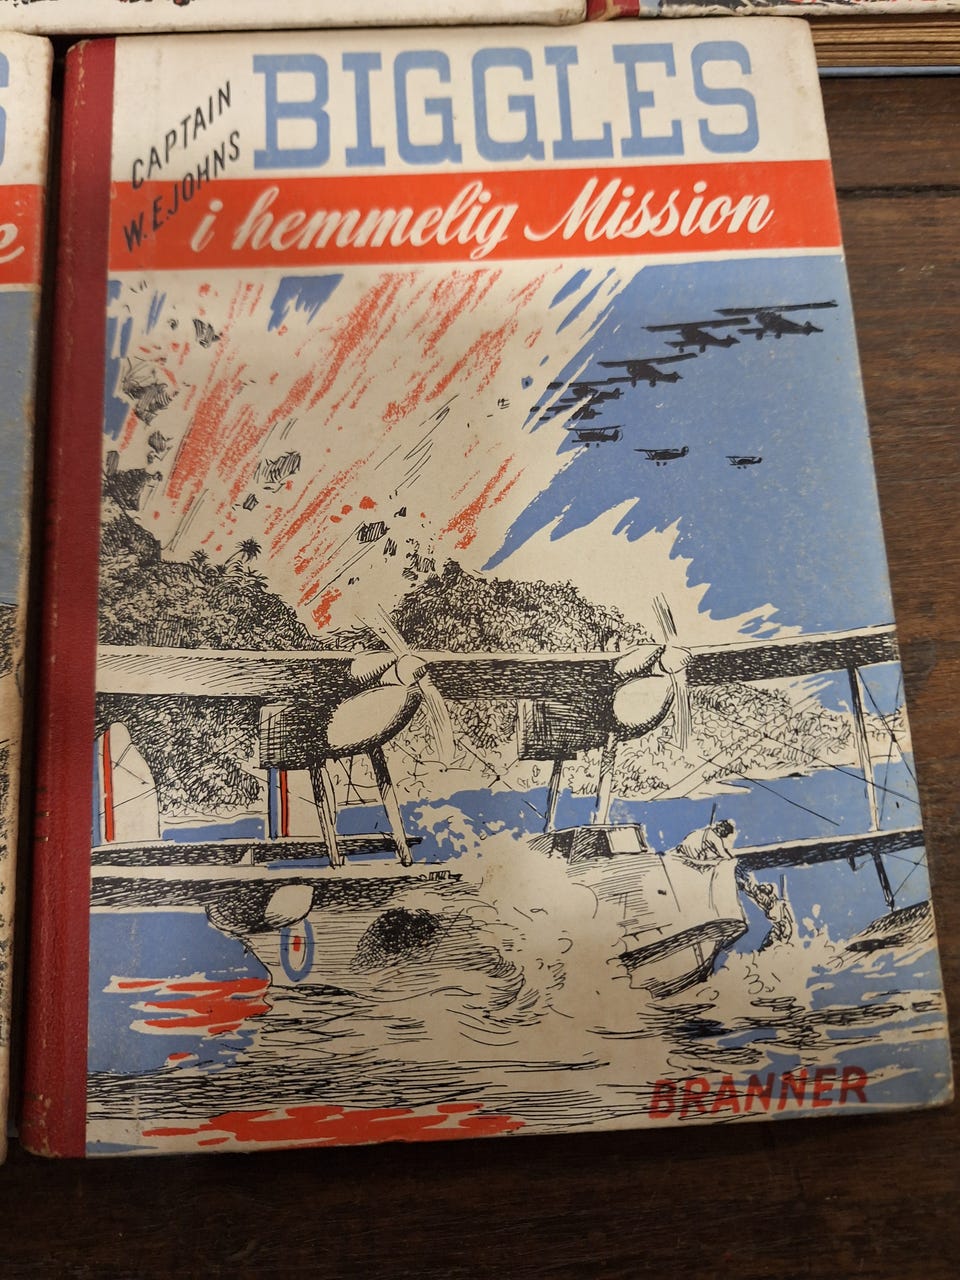 CAPTAIN
W.E.JOHNS
BIGGLES
i hemmelig Mission
BRANNER